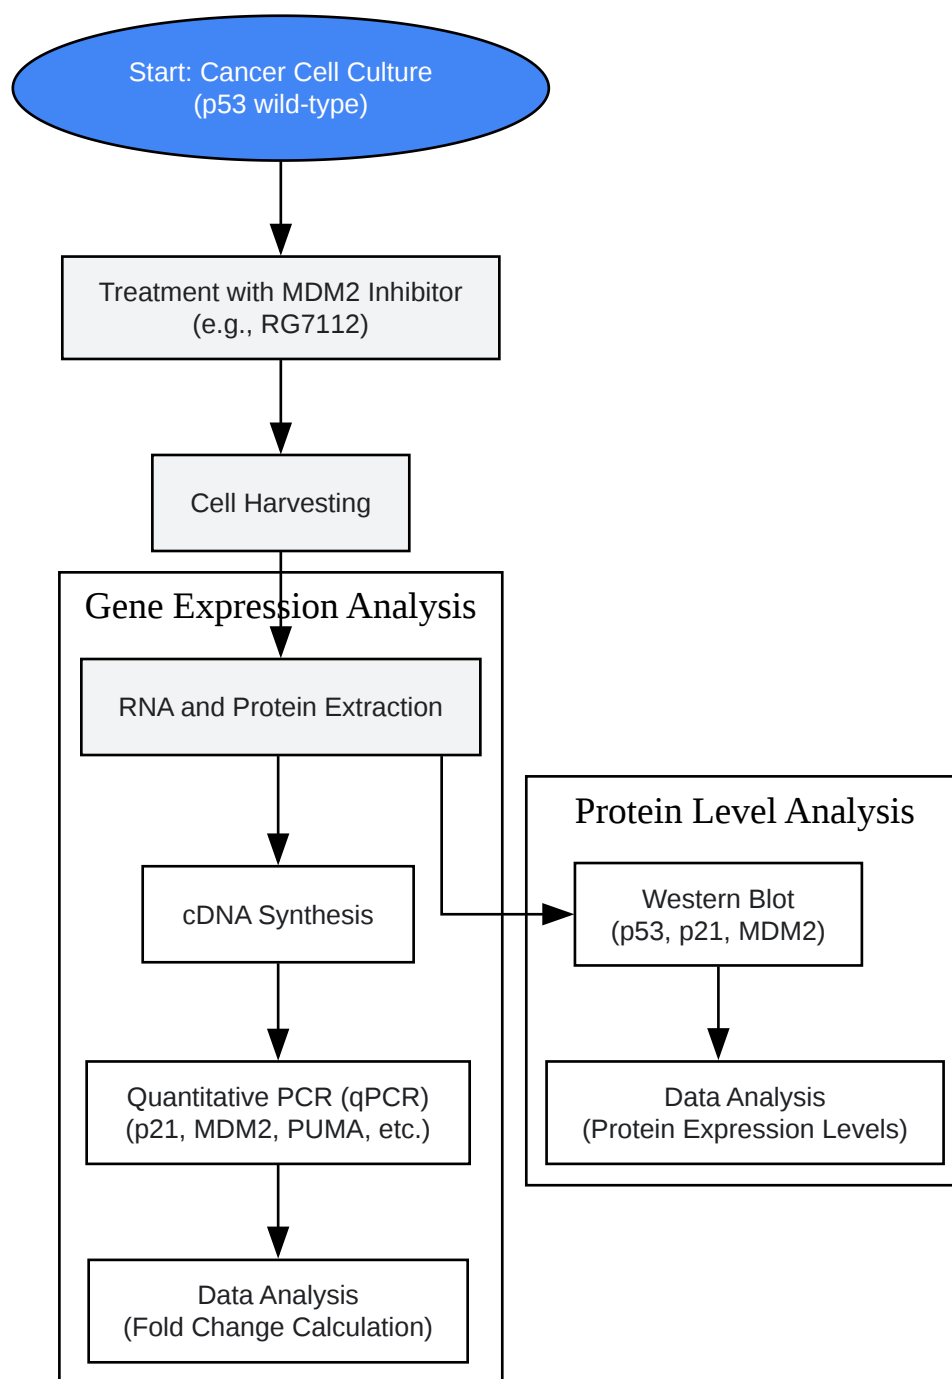 Start: Cancer Cell Culture
(p53 wild-type)
Treatment with MDM2 Inhibitor
(e.g., RG7112)
Cell Harvesting
Gene Expression Analysis
RNA and Protein Extraction
cDNA Synthesis
Quantitative PCR (qPCR)
(p21, MDM2, PUMA, etc.)
Data Analysis
(Fold Change Calculation)
Protein Level Analysis
Western Blot
(p53, p21, MDM2)
Data Analysis
(Protein Expression Levels)